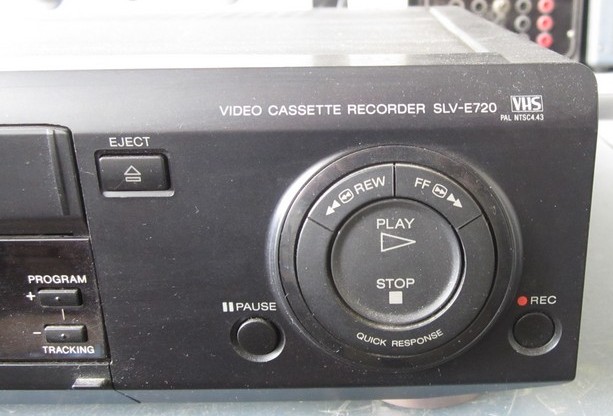 VIDEO CASSETTE RECORDER SLV-E720 VHS
PAL NTSC4.43
EJECT
REW
FF
PLAY
STOP
PROGRAM
+
-
TRACKING
PAUSE
REC
QUICK RESPONSE